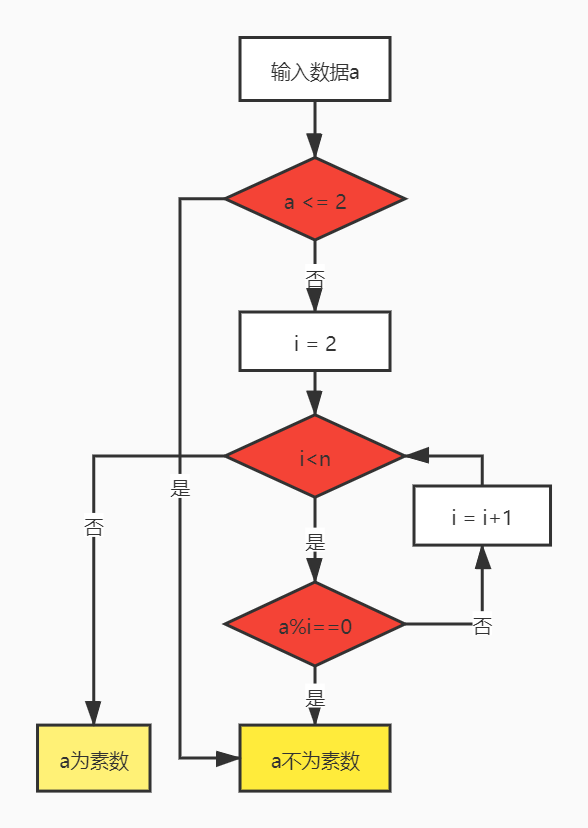 输入数据a
a <= 2
否
i = 2
i<n
是
否
是
i = i+1
a%i==0
否
是
a为素数
a不为素数